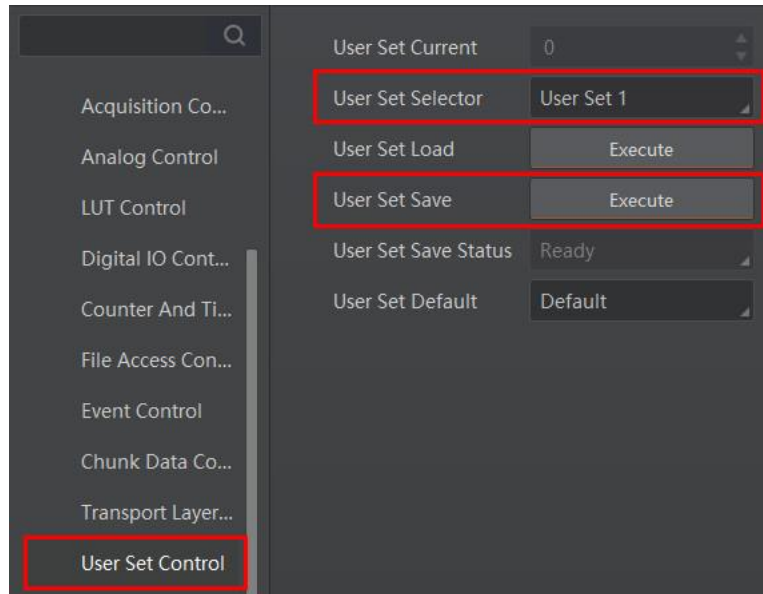 Acquisition Co...
Analog Control
LUT Control
Digital IO Cont...
Counter And Ti...
File Access Con...
Event Control
Chunk Data Co...
Transport Layer...
User Set Control
User Set Current 0
User Set Selector User Set 1
User Set Load Execute
User Set Save Execute
User Set Save Status Ready
User Set Default Default